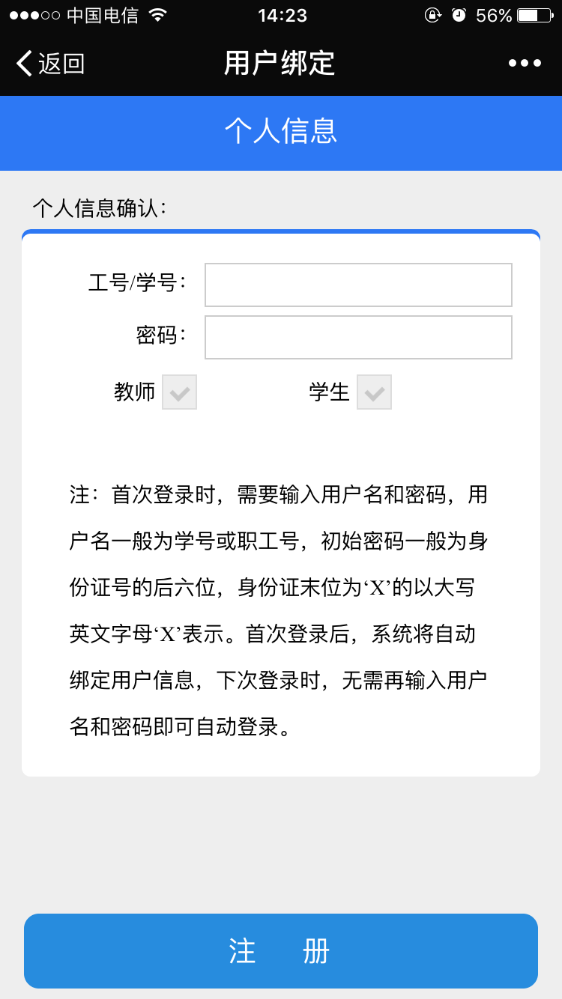 中国电信 14:23 56%
返回 用户绑定
个人信息
个人信息确认：
工号/学号：
密码：
教师 学生
注：首次登录时，需要输入用户名和密码，用
户名一般为学号或职工号，初始密码一般为身
份证号的后六位，身份证末位为‘X’的以大写
英文字母‘X’表示。首次登录后，系统将自动
绑定用户信息，下次登录时，无需再输入用户
名和密码即可自动登录。
注 册